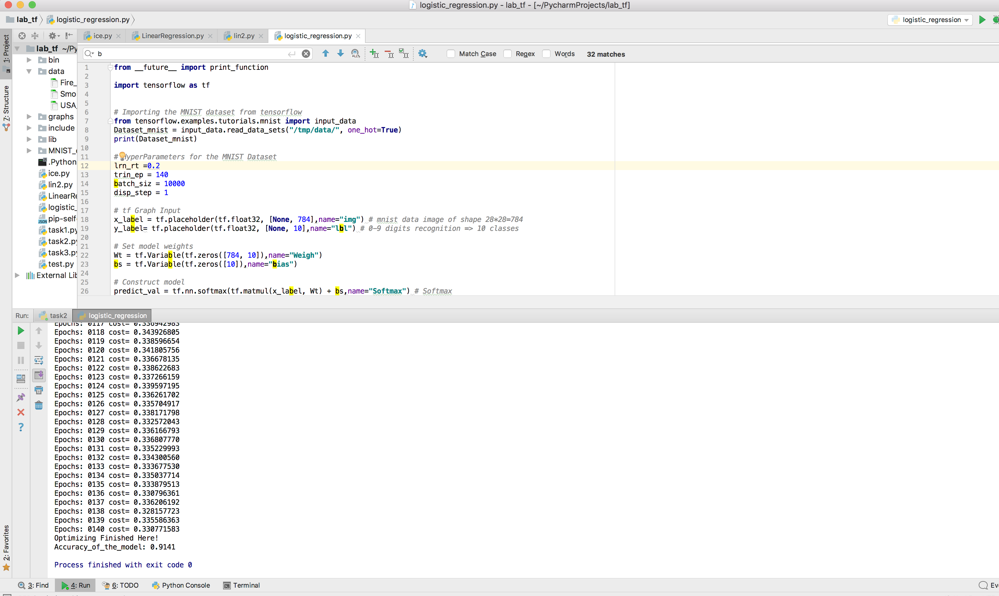 logistic_regression.py - lab_tf - [~/PycharmProjects/lab_tf]
lab_tf logistic_regression.py
logistic_regression
1: Project
7: Structure
2: Favorites
ice.py LinearRegression.py lin2.py logistic_regression.py
lab_tf ~/Py
bin
data
Fire_
Smo
USA_
graphs
include
lib
MNIST_
.Python
ice.py
lin2.py
LinearRe
logistic_
pip-self
task1.py
task2.py
task3.py
test.py
External Lib
b Match Case Regex Words 32 matches
1 from __future__ import print_function
2
3 import tensorflow as tf
4
5
6 # Importing the MNIST dataset from tensorflow
7 from tensorflow.examples.tutorials.mnist import input_data
8 Dataset_mnist = input_data.read_data_sets("/tmp/data/", one_hot=True)
9 print(Dataset_mnist)
10
11 #HyperParameters for the MNIST Dataset
12 lrn_rt =0.2
13 trin_ep = 140
14 batch_siz = 10000
15 disp_step = 1
16
17 # tf Graph Input
18 x_label = tf.placeholder(tf.float32, [None, 784],name="img") # mnist data image of shape 28*28=784
19 y_label= tf.placeholder(tf.float32, [None, 10],name="lbl") # 0-9 digits recognition => 10 classes
20
21 # Set model weights
22 Wt = tf.Variable(tf.zeros([784, 10]),name="Weigh")
23 bs = tf.Variable(tf.zeros([10]),name="bias")
24
25 # Construct model
26 predict_val = tf.nn.softmax(tf.matmul(x_label, Wt) + bs,name="Softmax") # Softmax
Run: task2 logistic_regression
Epochs: 0117 cost= 0.336942983
Epochs: 0118 cost= 0.343926805
Epochs: 0119 cost= 0.338596654
Epochs: 0120 cost= 0.341805756
Epochs: 0121 cost= 0.336678135
Epochs: 0122 cost= 0.338622683
Epochs: 0123 cost= 0.337266159
Epochs: 0124 cost= 0.339597195
Epochs: 0125 cost= 0.336261702
Epochs: 0126 cost= 0.335704917
Epochs: 0127 cost= 0.338171798
Epochs: 0128 cost= 0.332572043
Epochs: 0129 cost= 0.336166793
Epochs: 0130 cost= 0.336807770
Epochs: 0131 cost= 0.335229993
Epochs: 0132 cost= 0.334300560
Epochs: 0133 cost= 0.333677530
Epochs: 0134 cost= 0.335037714
Epochs: 0135 cost= 0.333879513
Epochs: 0136 cost= 0.330796361
Epochs: 0137 cost= 0.336206192
Epochs: 0138 cost= 0.328157723
Epochs: 0139 cost= 0.335586363
Epochs: 0140 cost= 0.330771583
Optimizing Finished Here!
Accuracy_of_the_model: 0.9141
Process finished with exit code 0
3: Find 4: Run 6: TODO Python Console Terminal